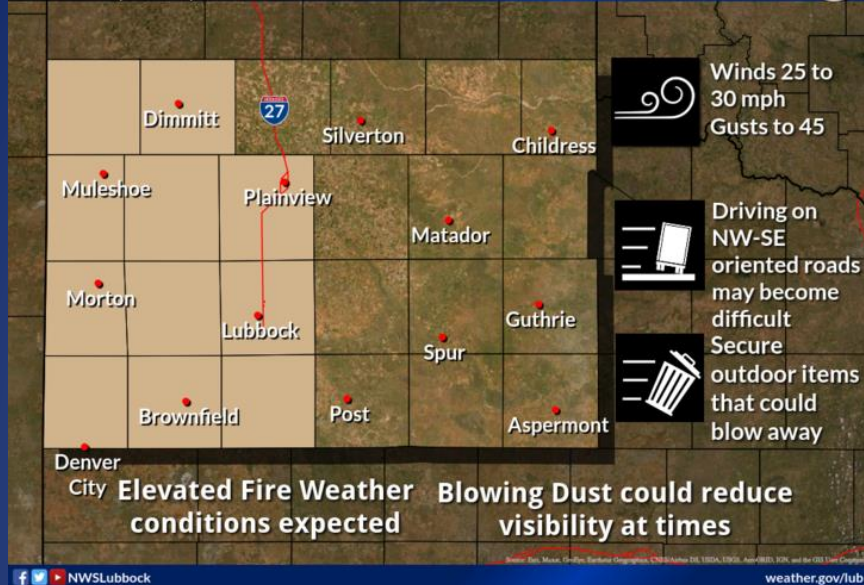 Dimmitt
27
Silverton
Childress
Muleshoe
Plainview
Matador
Morton
Lubbock
Guthrie
Spur
Brownfield
Post
Aspermont
Denver
City
Winds 25 to
30 mph
Gusts to 45
Driving on
NW-SE
oriented roads
may become
difficult
Secure
outdoor items
that could
blow away
Elevated Fire Weather
conditions expected
Blowing Dust could reduce
visibility at times
NWSLubbock
weather.gov/lub